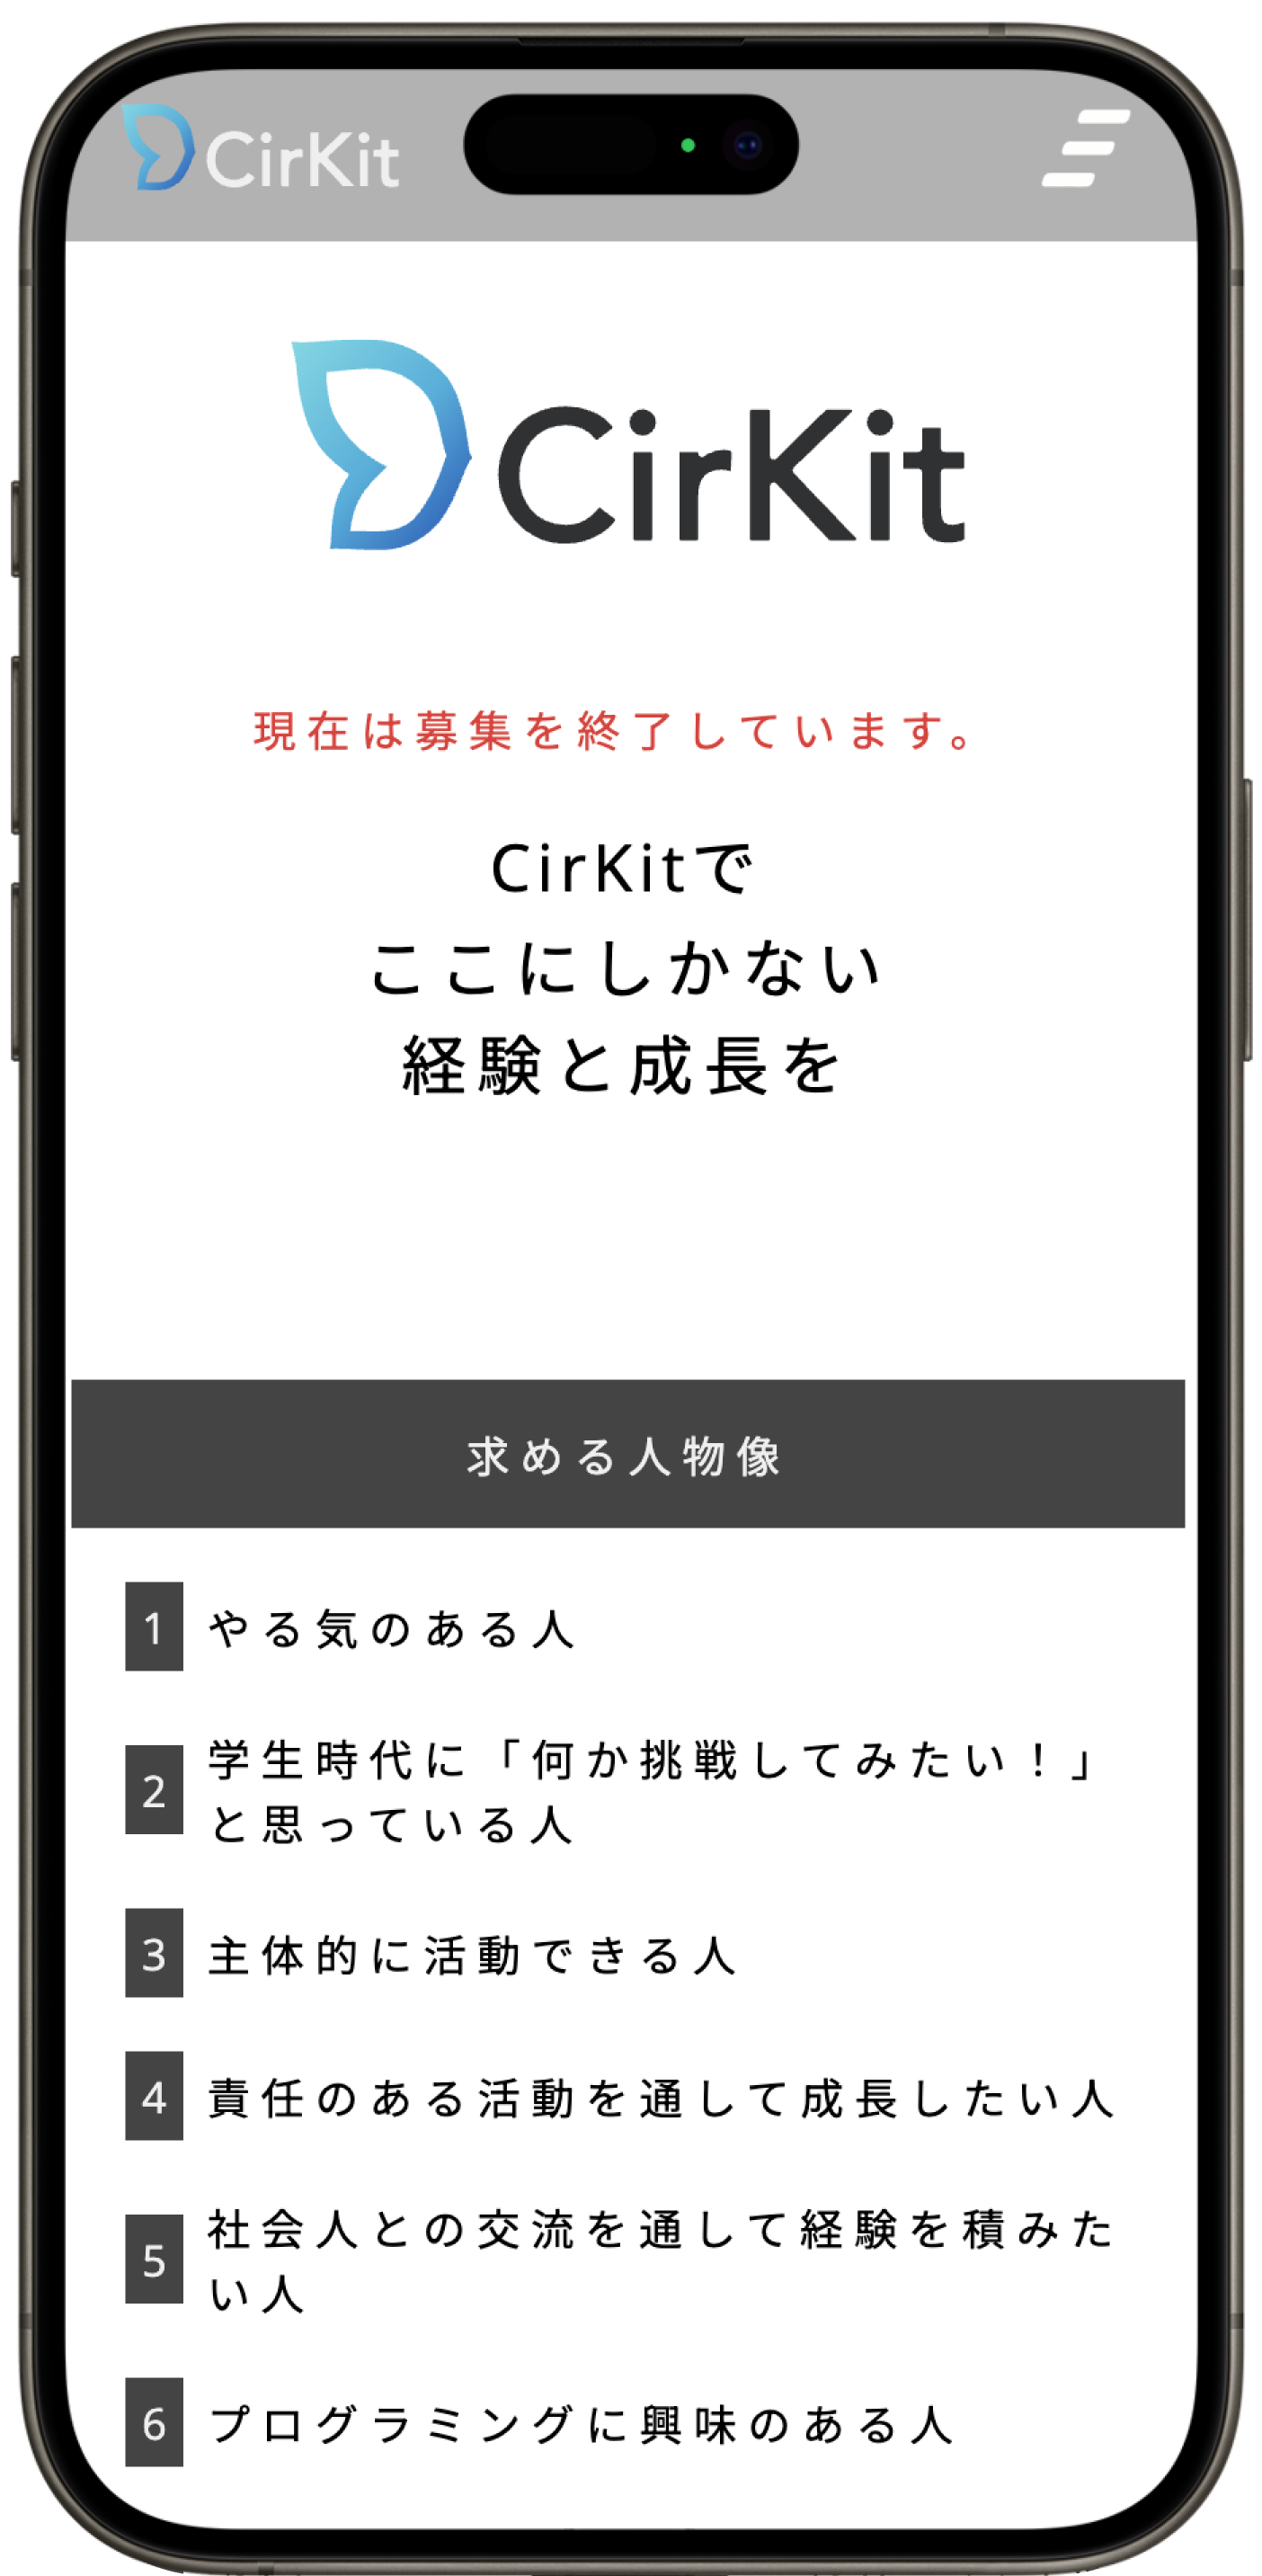 CirKit
CirKit
現在は募集を終了しています。
CirKitで
ここにしかない
経験と成長を
求める人物像
1 やる気のある人
2 学生時代に「何か挑戦してみたい！」
と思っている人
3 主体的に活動できる人
4 責任のある活動を通して成長したい人
5 社会人との交流を通して経験を積みた
い人
6 プログラミングに興味のある人